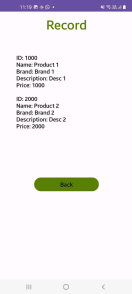 11:19
Record
ID: 1000
Name: Product 1
Brand: Brand 1
Description: Desc 1
Price: 1000
ID: 2000
Name: Product 2
Brand: Brand 2
Description: Desc 2
Price: 2000
Back